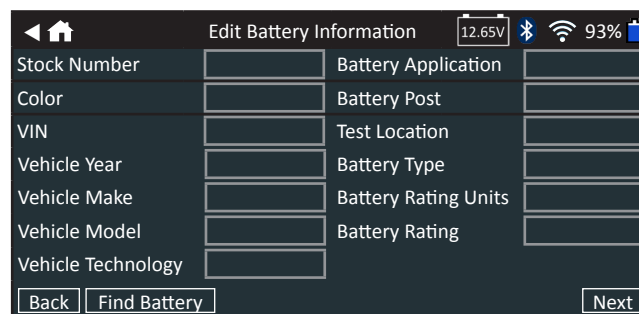 Edit Battery Information 12.65V 93%
Stock Number Battery Application
Color Battery Post
VIN Test Location
Vehicle Year Battery Type
Vehicle Make Battery Rating Units
Vehicle Model Battery Rating
Vehicle Technology
Back Find Battery Next